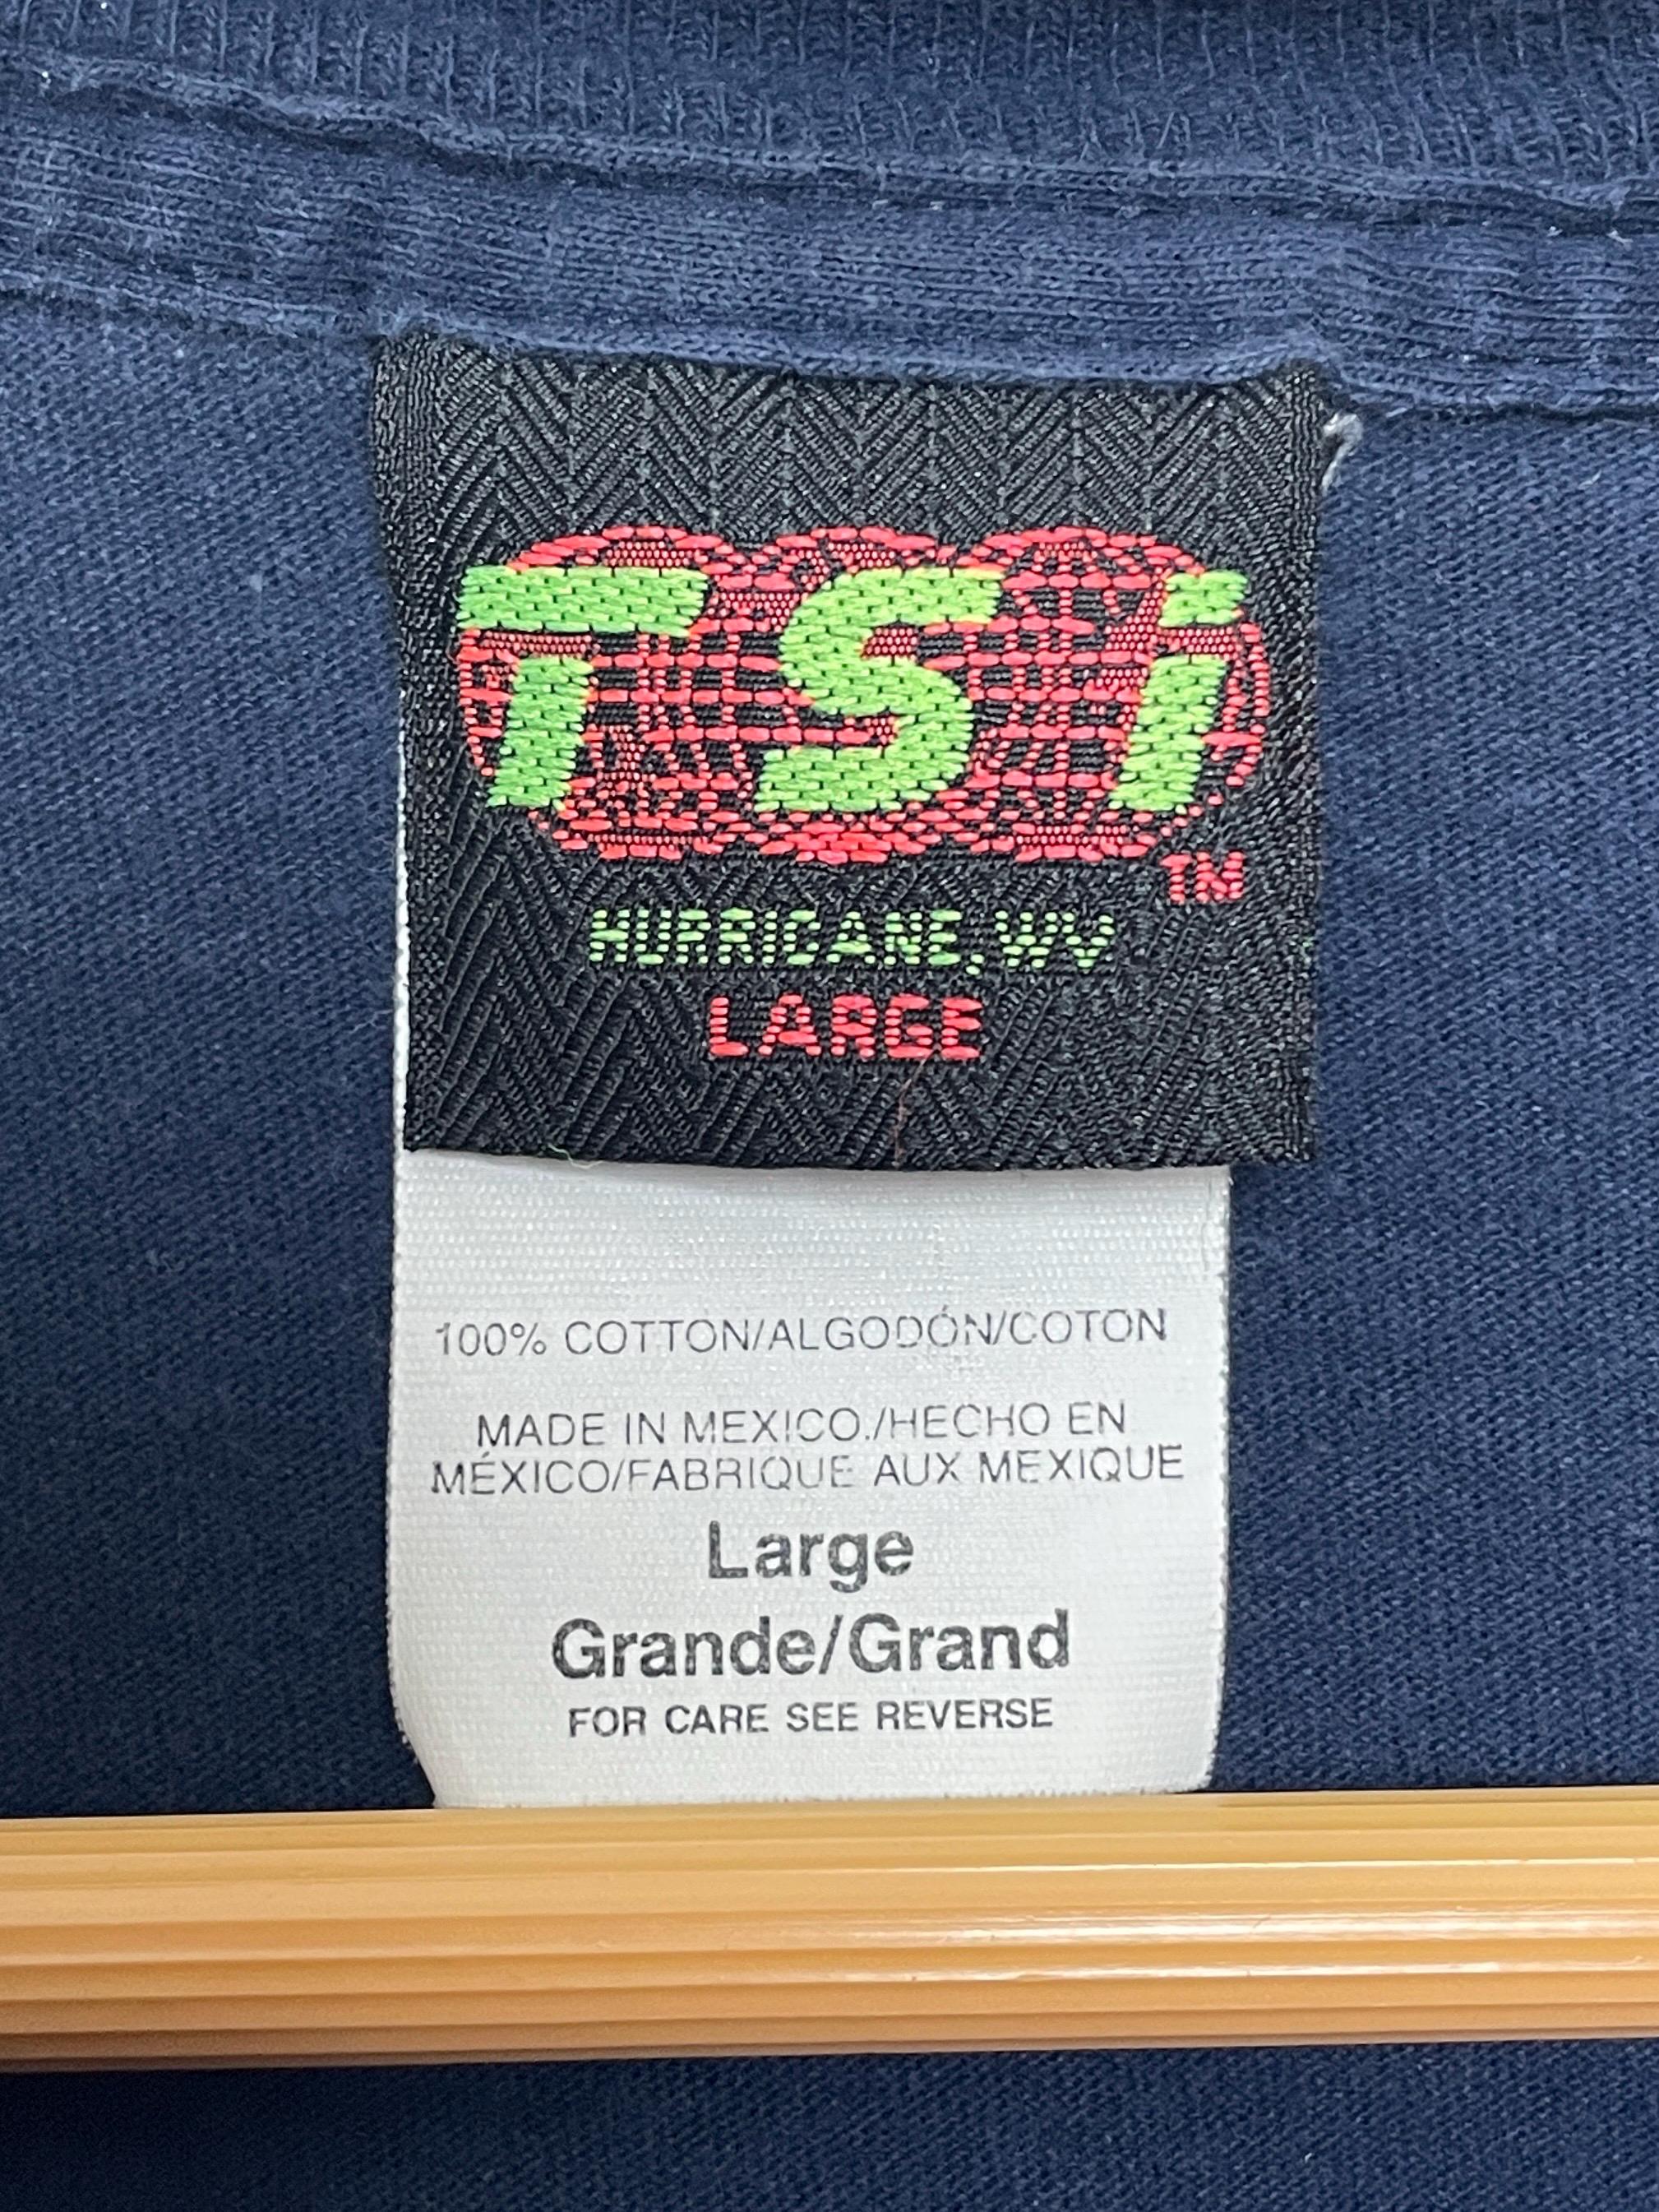 TSi
TM
HURRICANE, WV
LARGE
100% COTTON/ALGODÓN/COTON
MADE IN MEXICO./HECHO EN
MÉXICO/FABRIQUE AUX MEXIQUE
Large
Grande/Grand
FOR CARE SEE REVERSE